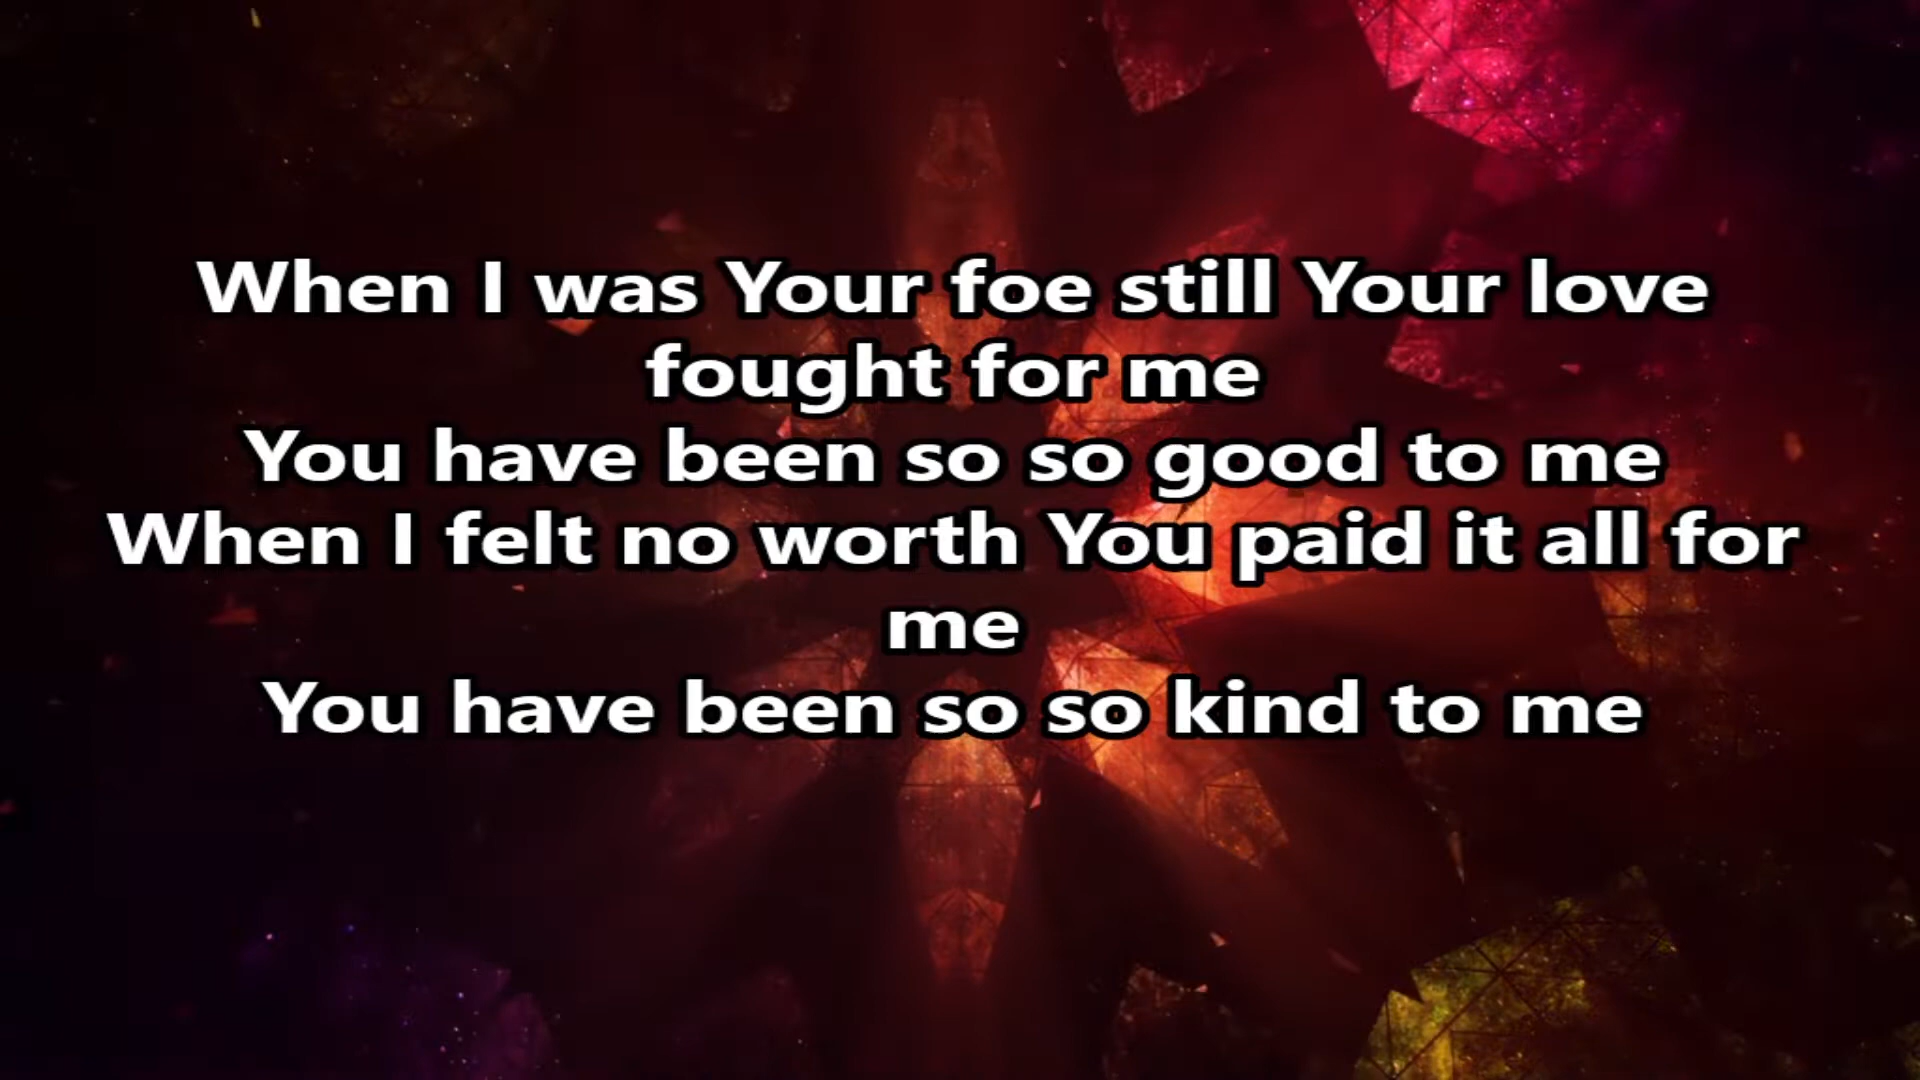 When I was Your foe still Your love
fought for me
You have been so so good to me
When I felt no worth You paid it all for
me
You have been so so kind to me